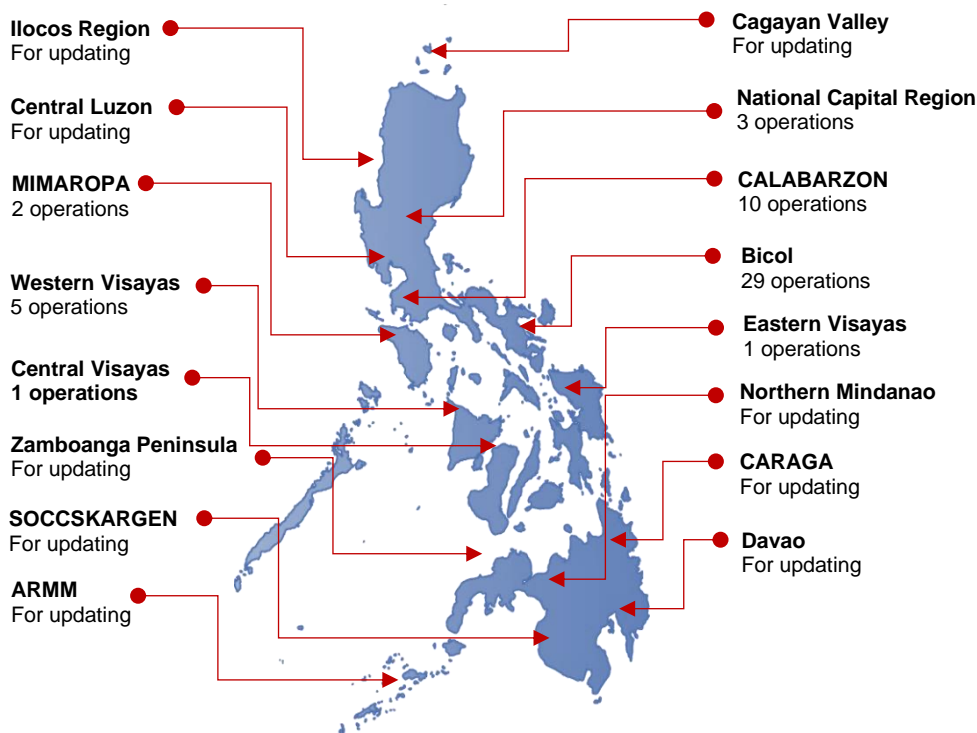 Ilocos Region
For updating
Central Luzon
For updating
MIMAROPA
2 operations
Western Visayas
5 operations
Central Visayas
1 operations
Zamboanga Peninsula
For updating
SOCCSKARGEN
For updating
ARMM
For updating
Cagayan Valley
For updating
National Capital Region
3 operations
CALABARZON
10 operations
Bicol
29 operations
Eastern Visayas
1 operations
Northern Mindanao
For updating
CARAGA
For updating
Davao
For updating